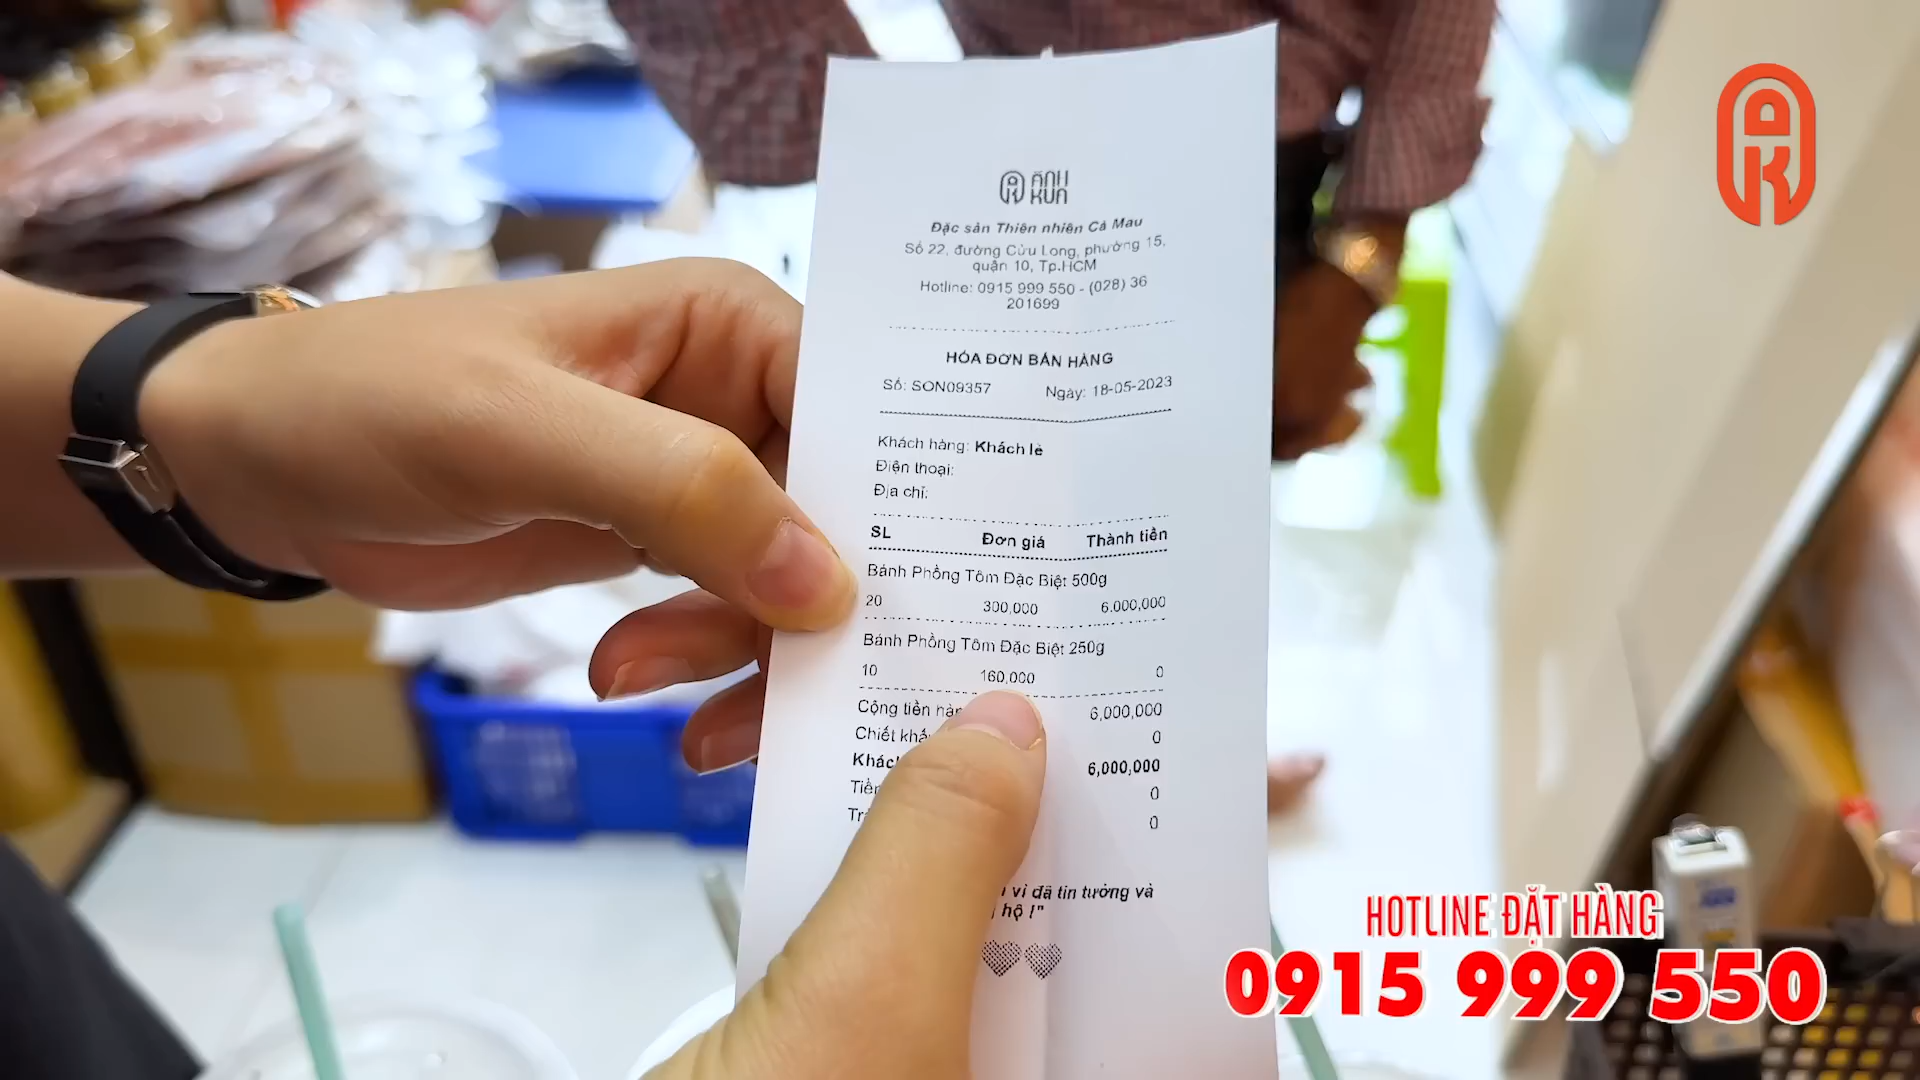 ANH
KUN
Đặc sản Thiên nhiên Cà Mau
Số 22, đường Cửu Long, phường 15,
quận 10, Tp.HCM
Hotline: 0915 999 550 - (028) 36
201699
HÓA ĐƠN BÁN HÀNG
Số: SON09357 Ngày: 18-05-2023
Khách hàng: Khách lẻ
Điện thoại:
Địa chỉ:
SL Đơn giá Thành tiền
Bánh Phồng Tôm Đặc Biệt 500g
20 300,000 6.000,000
Bánh Phồng Tôm Đặc Biệt 250g
10 160,000 0
Cộng tiền 6,000,000
Chiết 0
6,000,000
0
0
vì đã tin tưởng và
hộ !"
AK
HOTLINE ĐẶT HÀNG
0915 999 550